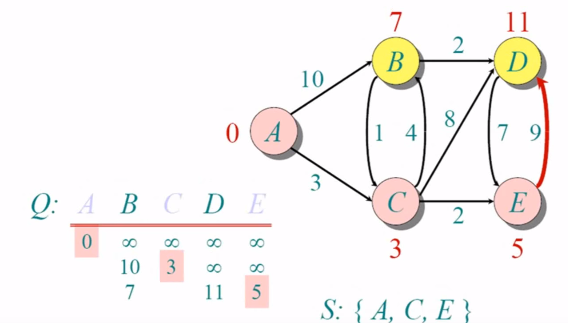 7 11
B 2 D
10
0 A 1 4 8 7 9
3
C 2 E
3 5
Q: A B C D E
0 ∞ ∞ ∞ ∞
10 3 ∞ ∞
7 11 5
S: { A, C, E }